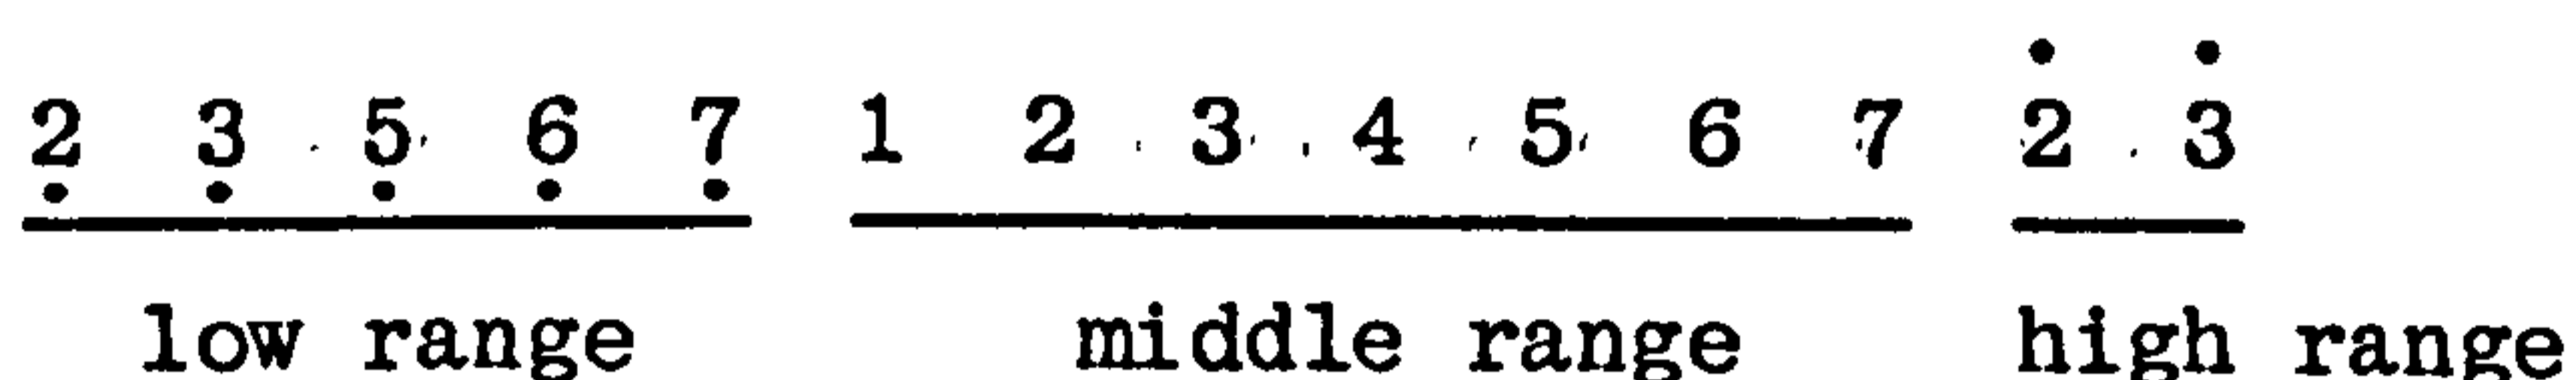 2̣ 3̣ 5̣ 6̣ 7̣ 1 2 3 4 5 6 7 2̇ 3̇
low range middle range high range